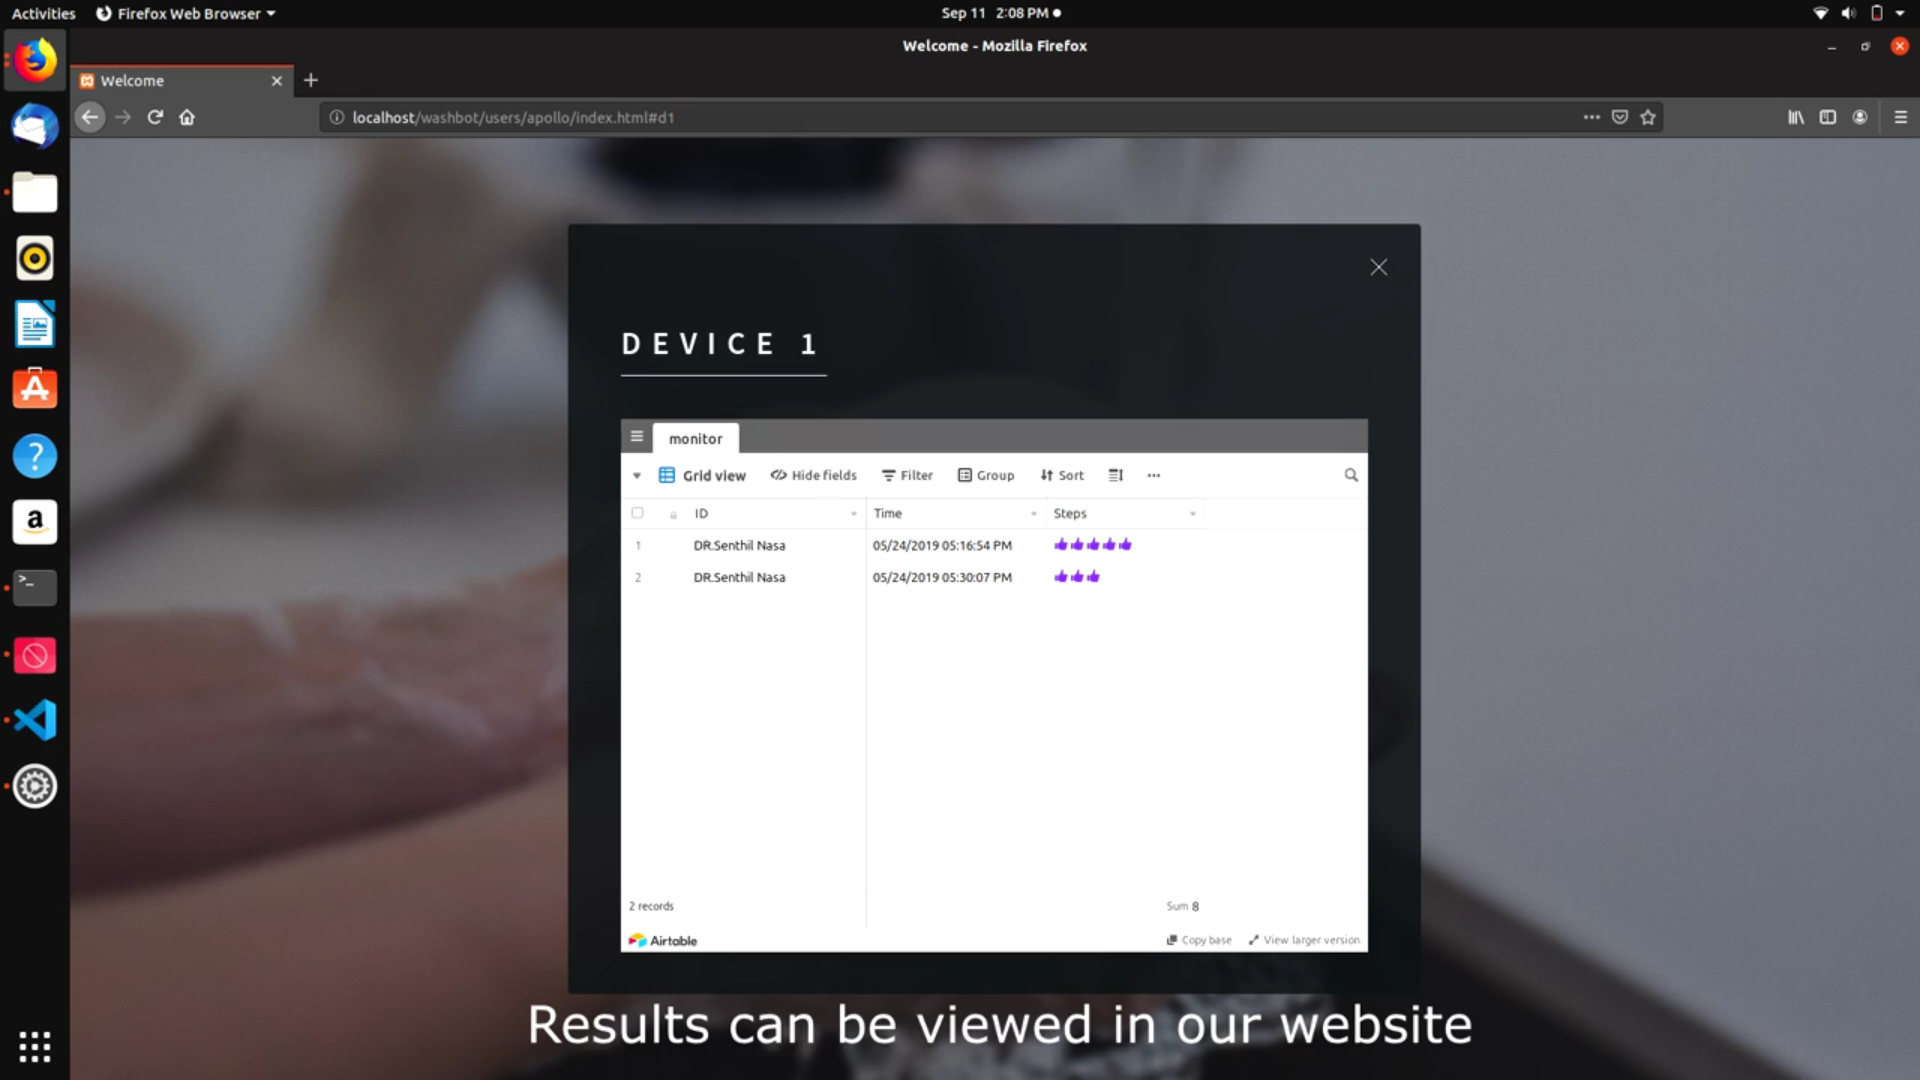 Activities Firefox Web Browser Sep 11 2:08 PM
Welcome - Mozilla Firefox
Welcome
localhost/washbot/users/apollo/index.html#d1
DEVICE 1
monitor
Grid view Hide fields Filter Group Sort
ID Time Steps
1 DR.Senthil Nasa 05/24/2019 05:16:54 PM
2 DR.Senthil Nasa 05/24/2019 05:30:07 PM
2 records Sum 8
Airtable Copy base View larger version
Results can be viewed in our website